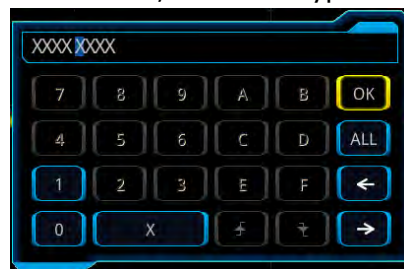 XXXX XXXX
7 8 9 A B OK
4 5 6 C D ALL
1 2 3 E F ←
0 X →